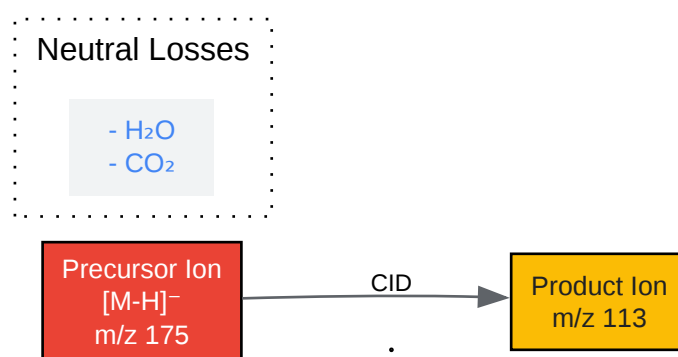 Neutral Losses
- H₂O
- CO₂
Precursor Ion
[M-H]⁻
m/z 175
CID
Product Ion
m/z 113